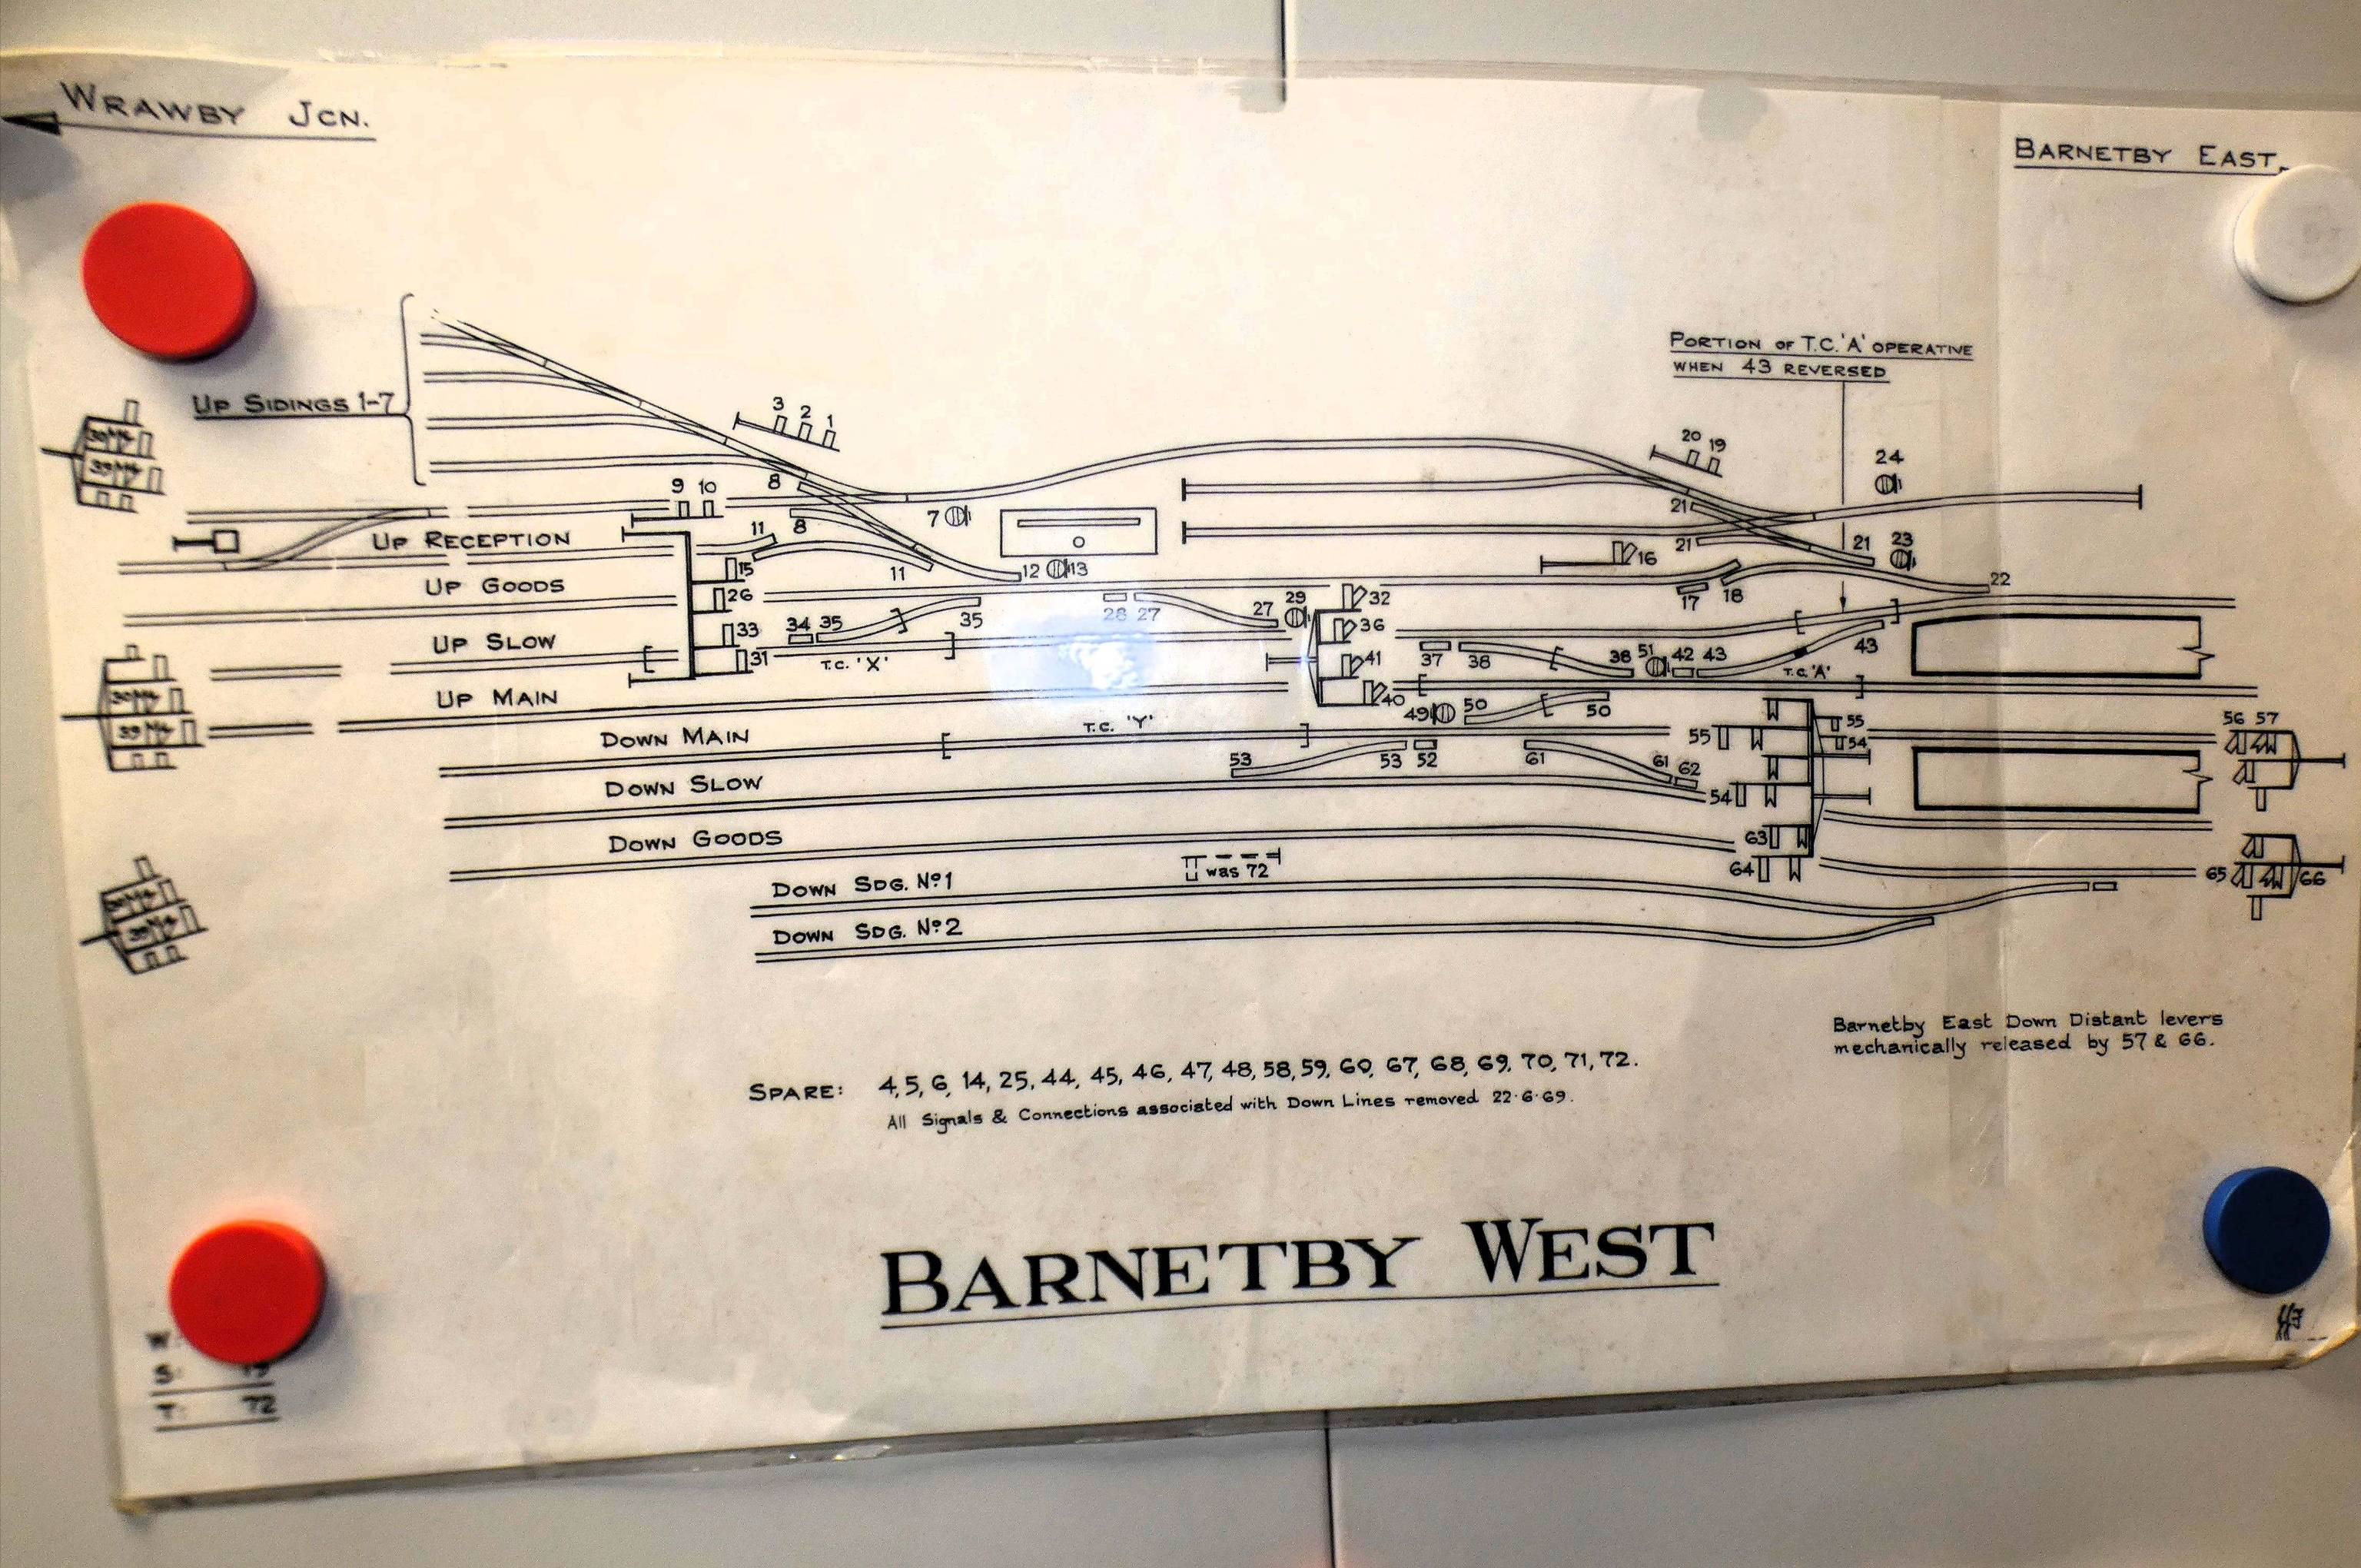 WRAWBY JCN.
BARNETBY EAST.
PORTION OF T.C. 'A' OPERATIVE
WHEN 43 REVERSED
UP SIDINGS 1-7
3 2 1
20 19
24
9 10
8
7
21
11 8
UP RECEPTION
16 21 21 23
15 11 12 13
UP GOODS
26
32 17 18 22
28 27 27 29
34 35 35
33
36
UP SLOW
31
T.C. 'X'
41 37 38 38 51 42 43 43
T.C. 'A'
UP MAIN
40 49 50 50
T.C. 'Y'
55 55 54
56 57
DOWN MAIN
53 53 52 61 61 62
DOWN SLOW
54
DOWN GOODS
63
was 72
64
65 66
DOWN SDG. No.1
DOWN SDG. No.2
Barnetby East Down Distant levers
mechanically released by 57 & 66.
SPARE: 4, 5, 6, 14, 25, 44, 45, 46, 47, 48, 58, 59, 60, 67, 68, 69, 70, 71, 72.
All Signals & Connections associated with Down Lines removed 22·6·69.
BARNETBY WEST
W:
S: 19
T: 72